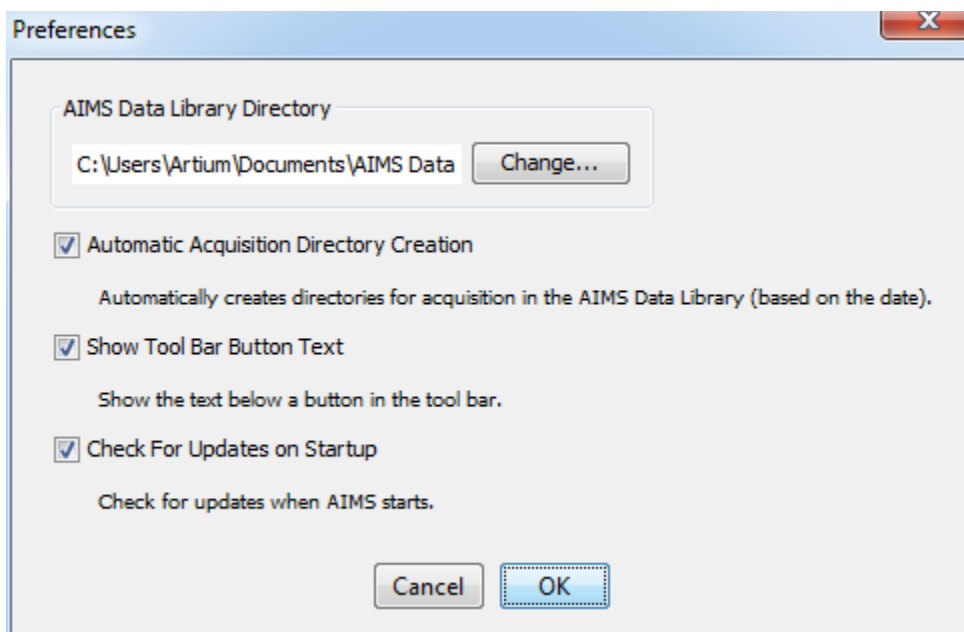 Preferences
AIMS Data Library Directory
C:\Users\Artium\Documents\AIMS Data
Change...
Automatic Acquisition Directory Creation
Automatically creates directories for acquisition in the AIMS Data Library (based on the date).
Show Tool Bar Button Text
Show the text below a button in the tool bar.
Check For Updates on Startup
Check for updates when AIMS starts.
Cancel
OK